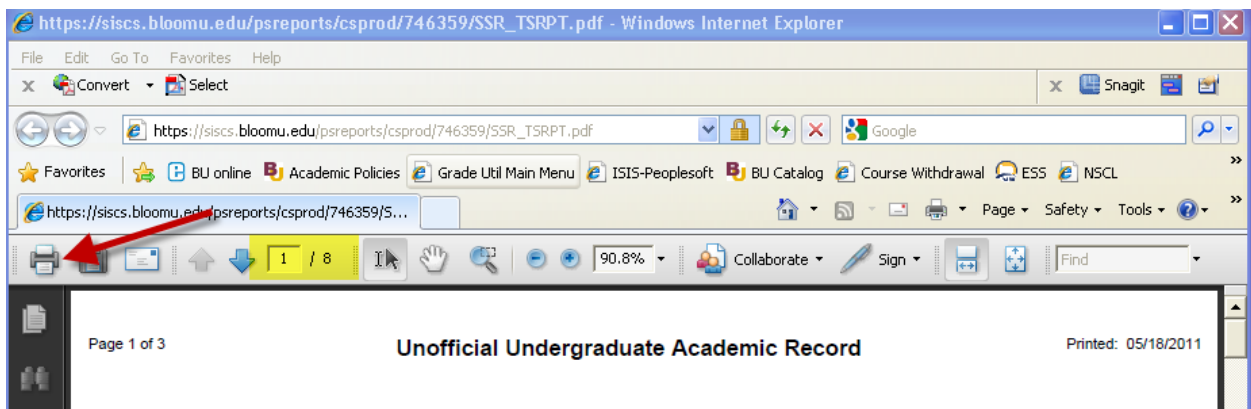 https://siscs.bloomu.edu/psreports/csprod/746359/SSR_TSRPT.pdf - Windows Internet Explorer
File Edit Go To Favorites Help
x Convert Select x Snagit
https://siscs.bloomu.edu/psreports/csprod/746359/SSR_TSRPT.pdf Google
Favorites BU online Academic Policies Grade Util Main Menu ISIS-Peoplesoft BU Catalog Course Withdrawal ESS NSCL »
https://siscs.bloomu.edu/psreports/csprod/746359/S... Page Safety Tools »
1 / 8 90.8% Collaborate Sign Find
Page 1 of 3 Unofficial Undergraduate Academic Record Printed: 05/18/2011